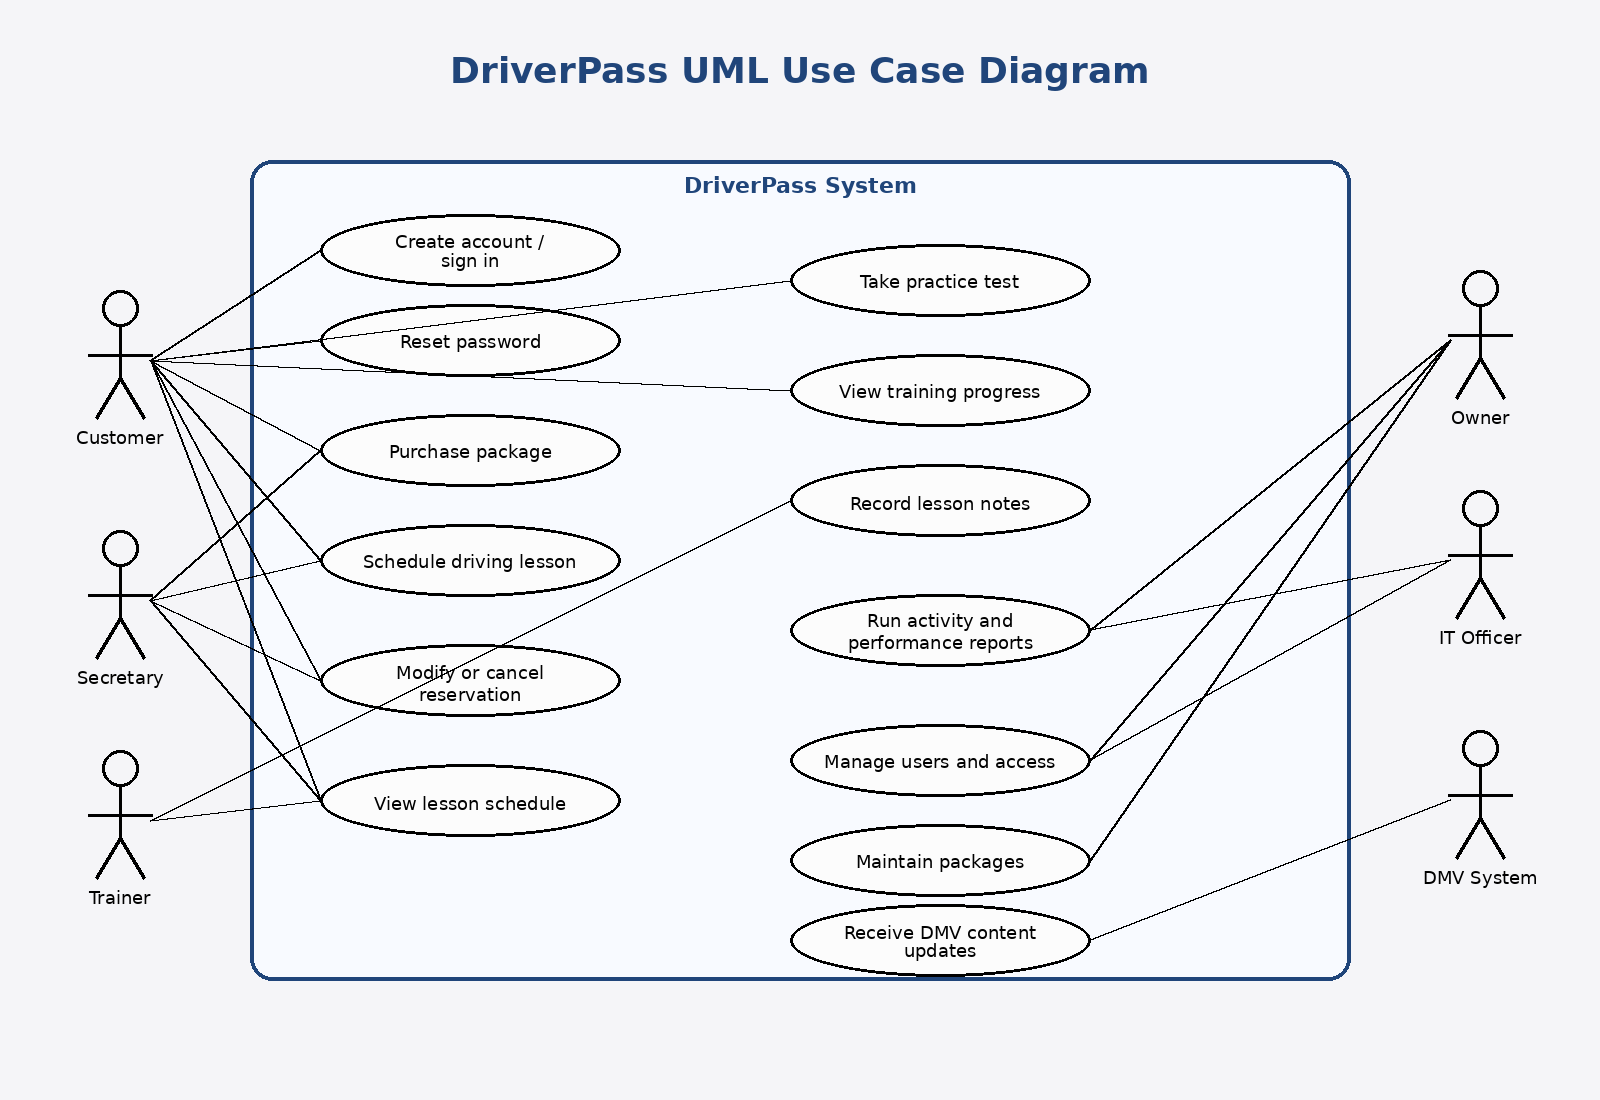 DriverPass UML Use Case Diagram
DriverPass System
Create account /
sign in
Reset password
Purchase package
Schedule driving lesson
Modify or cancel
reservation
View lesson schedule
Take practice test
View training progress
Record lesson notes
Run activity and
performance reports
Manage users and access
Maintain packages
Receive DMV content
updates
Customer
Secretary
Trainer
Owner
IT Officer
DMV System